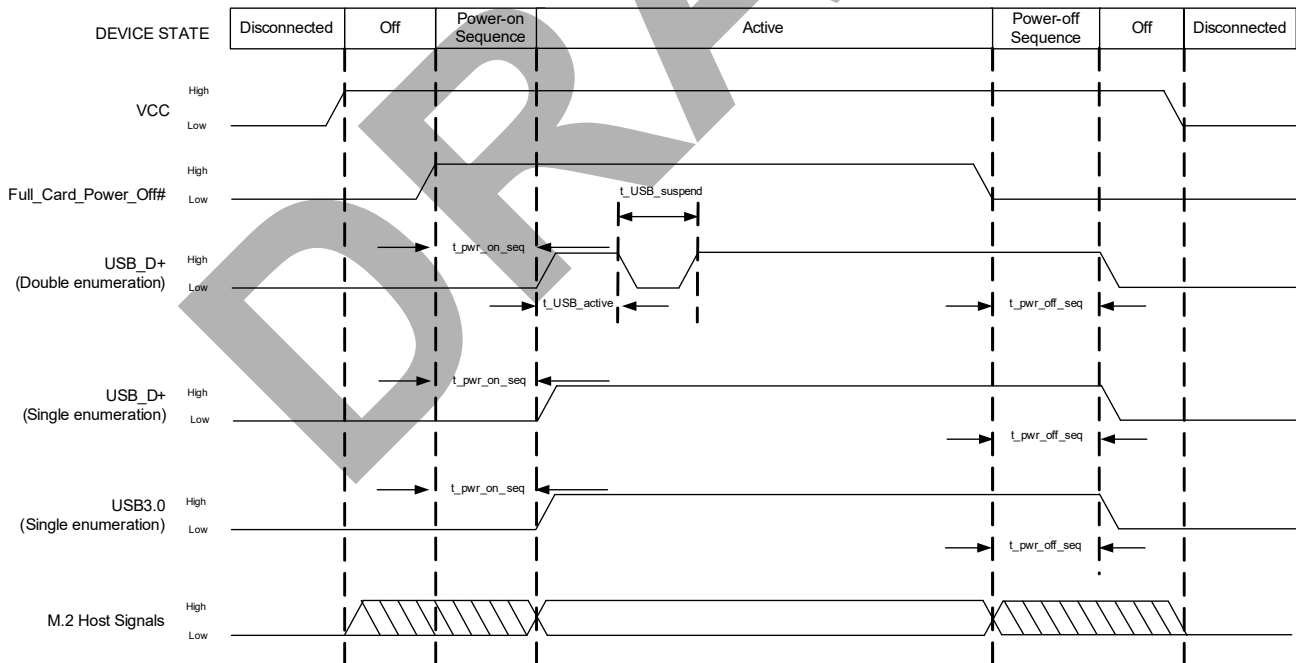 DEVICE STATE Disconnected Off Power-on Sequence Active Power-off Sequence Off Disconnected
VCC High
Low
Full_Card_Power_Off# High
Low
t_USB_suspend
t_pwr_on_seq
USB_D+ High
(Double enumeration) Low
t_USB_active t_pwr_off_seq
t_pwr_on_seq
USB_D+ High
(Single enumeration) Low
t_pwr_off_seq
t_pwr_on_seq
USB3.0 High
(Single enumeration) Low
t_pwr_off_seq
M.2 Host Signals High
Low
DRA